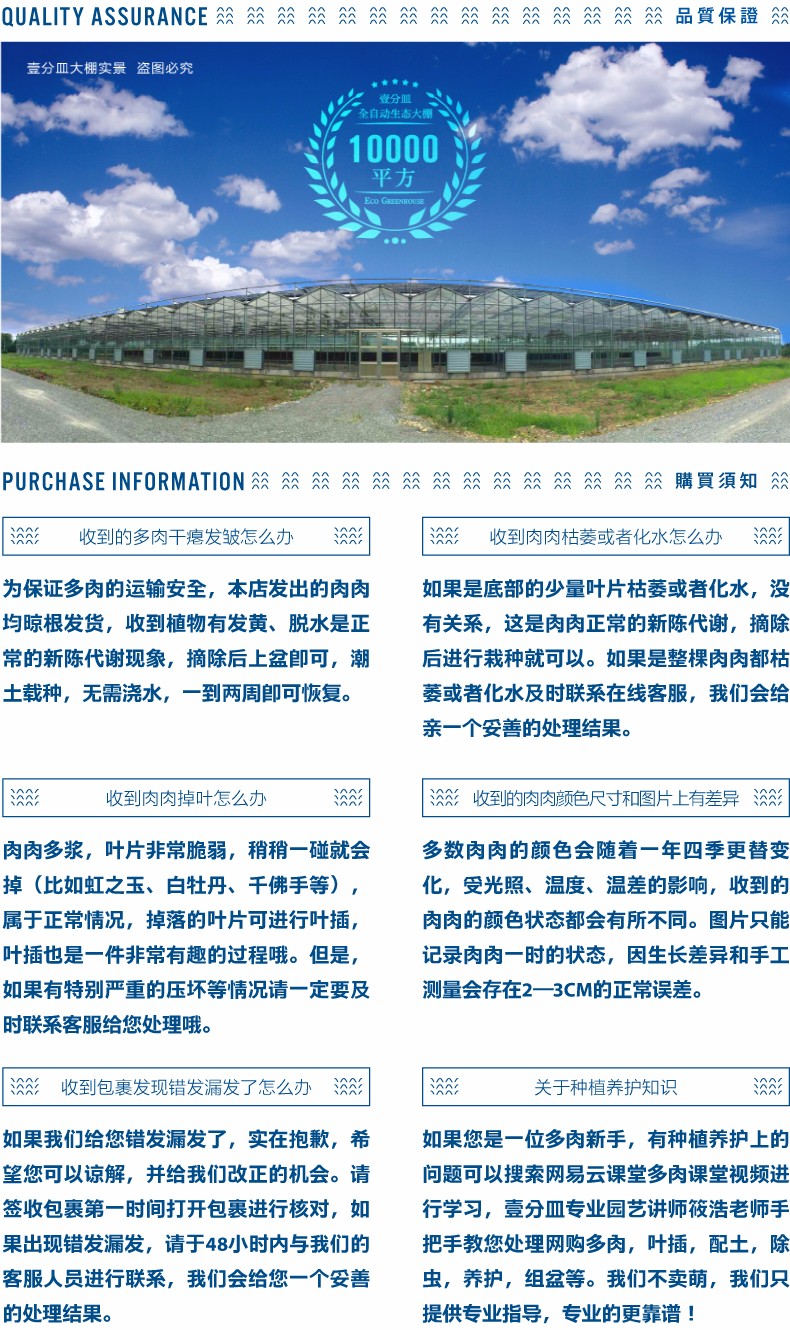 QUALITY ASSURANCE
品質保證
壹分皿大棚实景 盗图必究
壹分皿
全自动生态大棚
10000
平方
ECO GREENHOUSE
PURCHASE INFORMATION
購買須知
收到的多肉干瘪发皱怎么办
为保证多肉的运输安全，本店发出的肉肉
均晾根发货，收到植物有发黄、脱水是正
常的新陈代谢现象，摘除后上盆即可，潮
土栽种，无需浇水，一到两周即可恢复。
收到肉肉枯萎或者化水怎么办
如果是底部的少量叶片枯萎或者化水，没
有关系，这是肉肉正常的新陈代谢，摘除
后进行栽种就可以。如果是整棵肉肉都枯
萎或者化水及时联系在线客服，我们会给
亲一个妥善的处理结果。
收到肉肉掉叶怎么办
肉肉多浆，叶片非常脆弱，稍稍一碰就会
掉（比如虹之玉、白牡丹、千佛手等），
属于正常情况，掉落的叶片可进行叶插，
叶插也是一件非常有趣的过程哦。但是，
如果有特别严重的压坏等情况请一定要及
时联系客服给您处理哦。
收到的肉肉颜色尺寸和图片上有差异
多数肉肉的颜色会随着一年四季更替变
化，受光照、温度、温差的影响，收到的
肉肉的颜色状态都会有所不同。图片只能
记录肉肉一时的状态，因生长差异和手工
测量会存在2—3CM的正常误差。
收到包裹发现错发漏发了怎么办
如果我们给您错发漏发了，实在抱歉，希
望您可以谅解，并给我们改正的机会。请
签收包裹第一时间打开包裹进行核对，如
果出现错发漏发，请于48小时内与我们的
客服人员进行联系，我们会给您一个妥善
的处理结果。
关于种植养护知识
如果您是一位多肉新手，有种植养护上的
问题可以搜索网易云课堂多肉课堂视频进
行学习，壹分皿专业园艺讲师筱浩老师手
把手教您处理网购多肉，叶插，配土，除
虫，养护，组盆等。我们不卖萌，我们只
提供专业指导，专业的更靠谱！